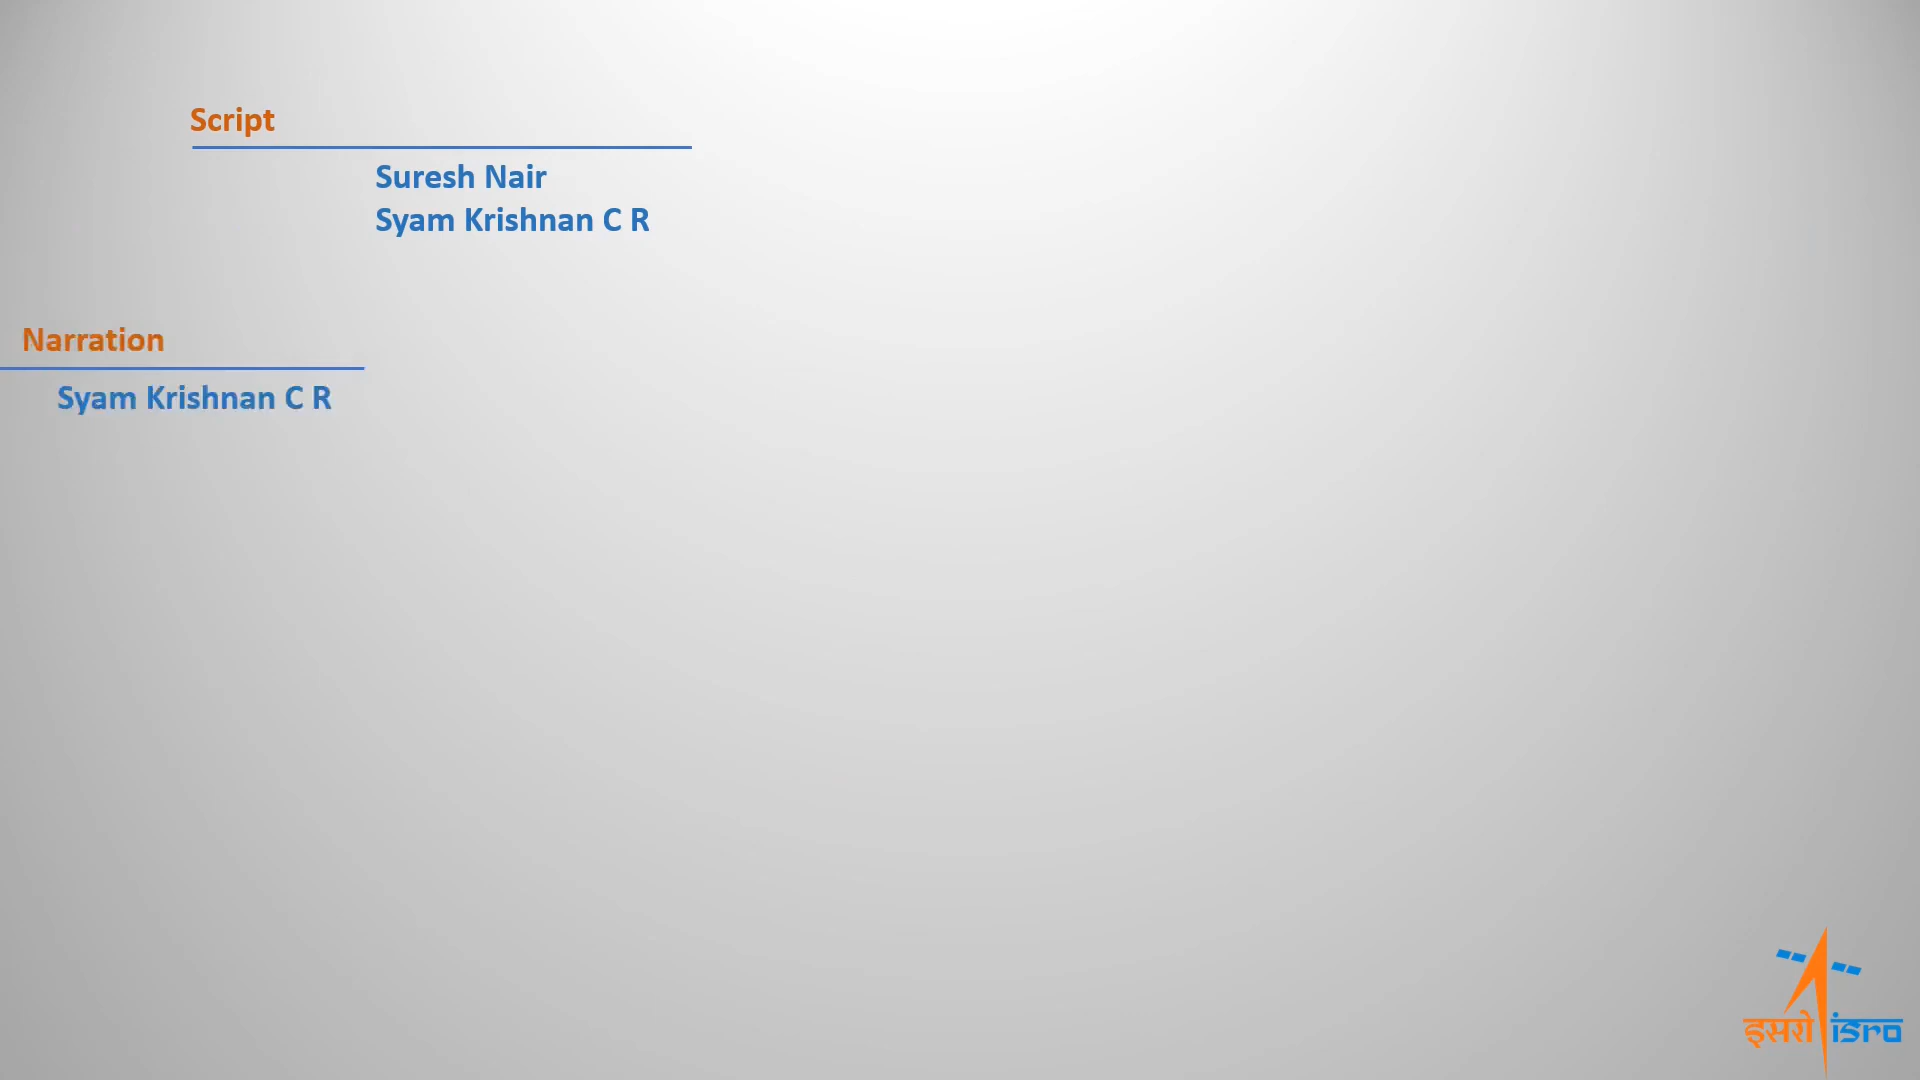 Script
Suresh Nair
Syam Krishnan C R
Narration
Syam Krishnan C R
इसरो isro